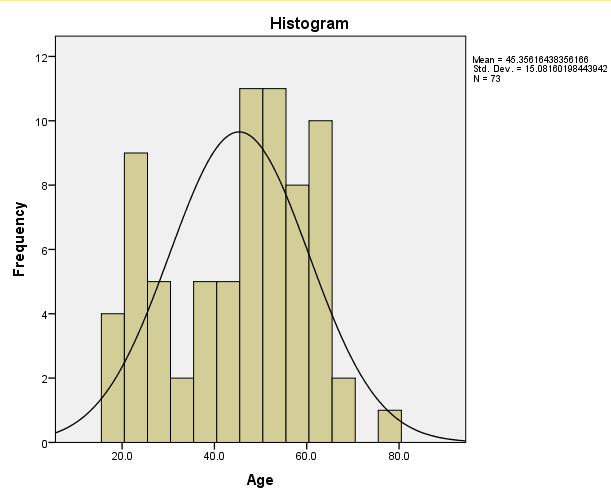 Histogram
Mean = 45.35616438356166
Std. Dev. = 15.08160198443942
N = 73
12
10
8
6
4
2
0
Frequency
20.0 40.0 60.0 80.0
Age